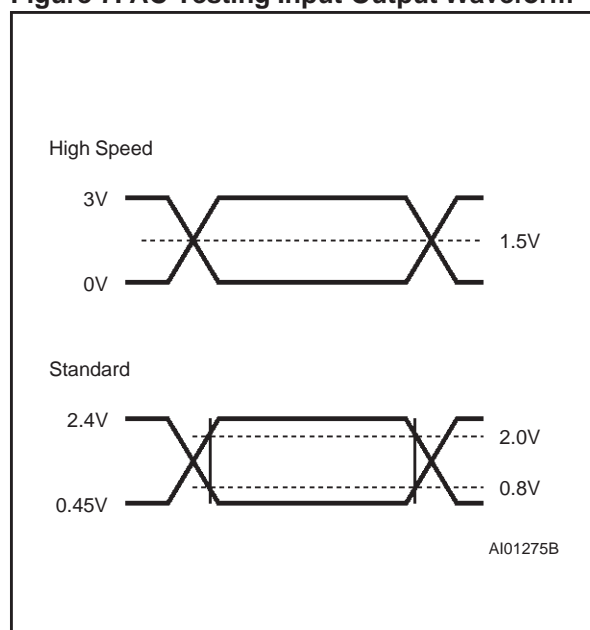 Figure 7. AC Testing Input Output Waveform
High Speed
3V
1.5V
0V
Standard
2.4V
2.0V
0.8V
0.45V
AI01275B